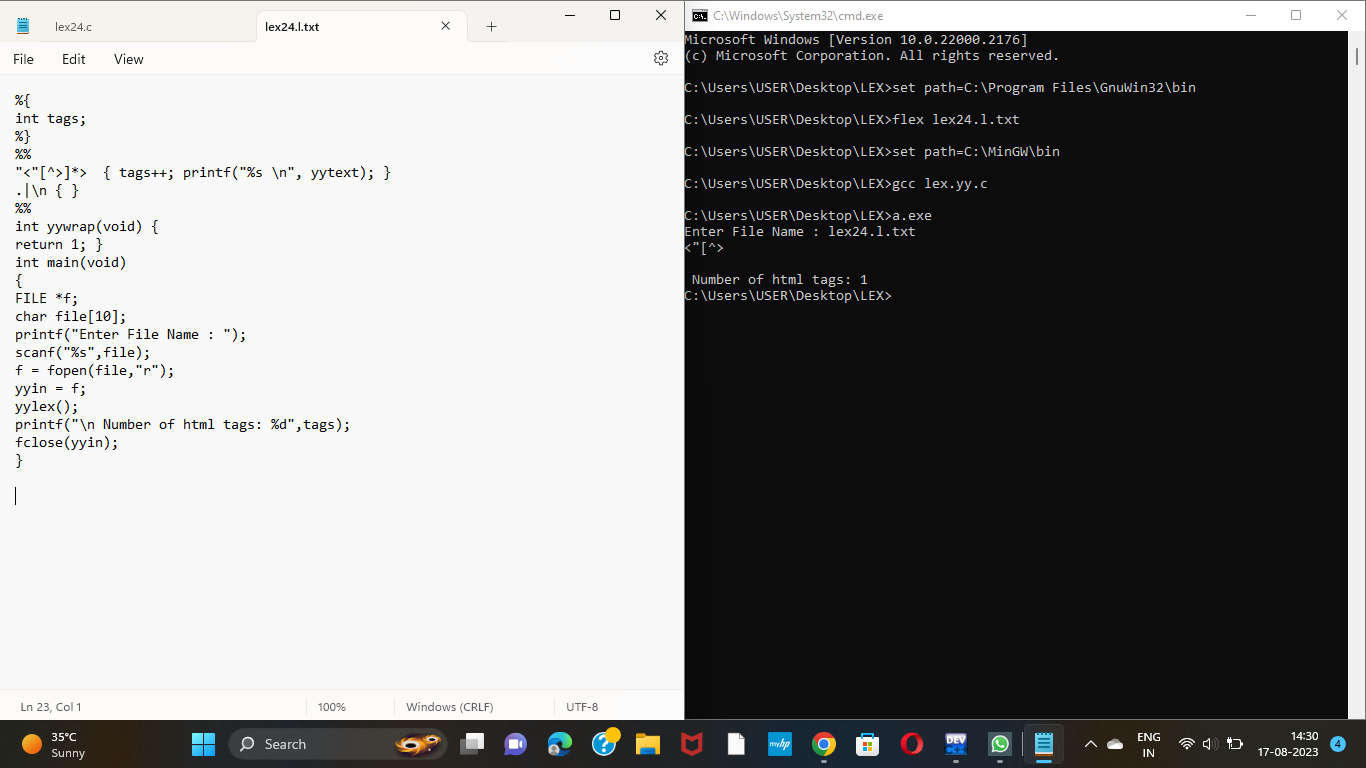 lex24.c
lex24.l.txt
File Edit View
%{
int tags;
%}
%%
"<"[^>]*>  { tags++; printf("%s \n", yytext); }
.|\n { }
%%
int yywrap(void) {
return 1; }
int main(void)
{
FILE *f;
char file[10];
printf("Enter File Name : ");
scanf("%s",file);
f = fopen(file,"r");
yyin = f;
yylex();
printf("\n Number of html tags: %d",tags);
fclose(yyin);
}
Ln 23, Col 1
100%
Windows (CRLF)
UTF-8
C:\Windows\System32\cmd.exe
Microsoft Windows [Version 10.0.22000.2176]
(c) Microsoft Corporation. All rights reserved.
C:\Users\USER\Desktop\LEX>set path=C:\Program Files\GnuWin32\bin
C:\Users\USER\Desktop\LEX>flex lex24.l.txt
C:\Users\USER\Desktop\LEX>set path=C:\MinGW\bin
C:\Users\USER\Desktop\LEX>gcc lex.yy.c
C:\Users\USER\Desktop\LEX>a.exe
Enter File Name : lex24.l.txt
<"[^>
 Number of html tags: 1
C:\Users\USER\Desktop\LEX>
35°C
Sunny
Search
myhp
DEV
ENG
IN
14:30
17-08-2023
4